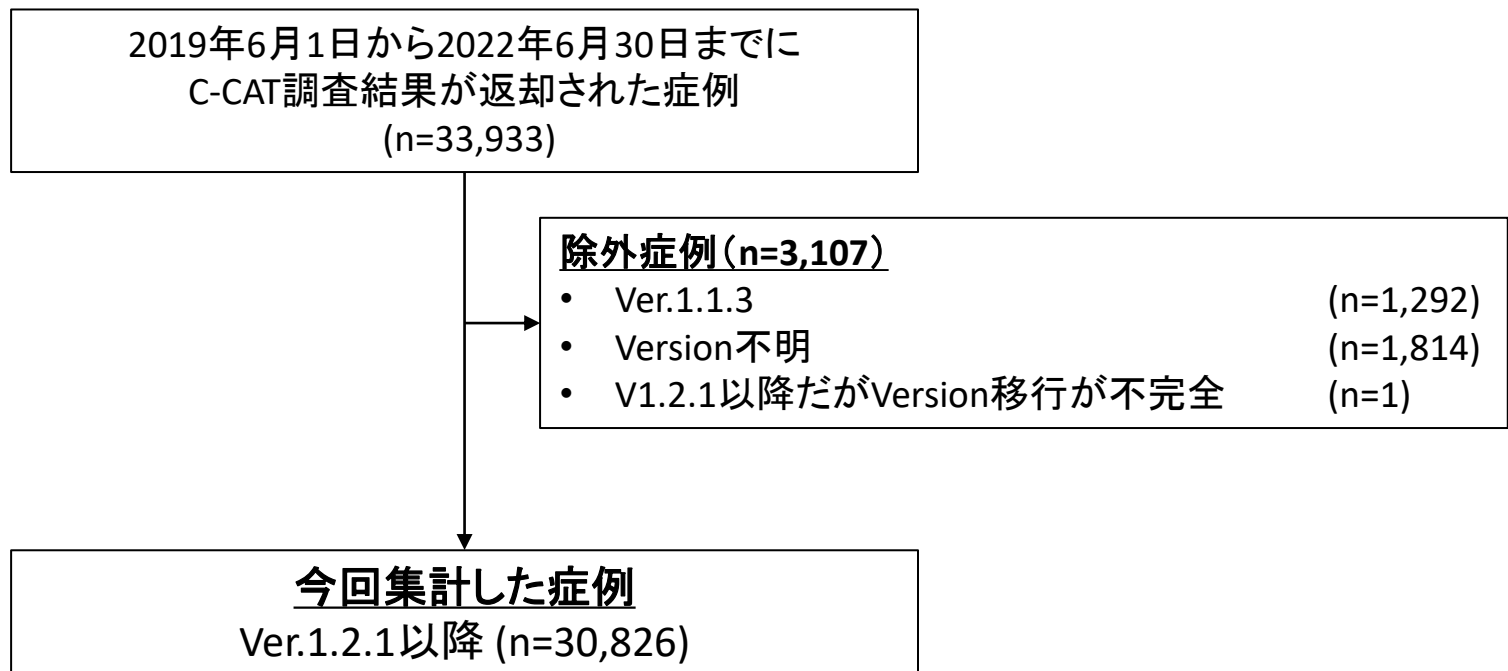 2019年6月1日から2022年6月30日までに
C-CAT調査結果が返却された症例
(n=33,933)
除外症例(n=3,107)
• Ver.1.1.3 (n=1,292)
• Version不明 (n=1,814)
• V1.2.1以降だがVersion移行が不完全 (n=1)
今回集計した症例
Ver.1.2.1以降 (n=30,826)